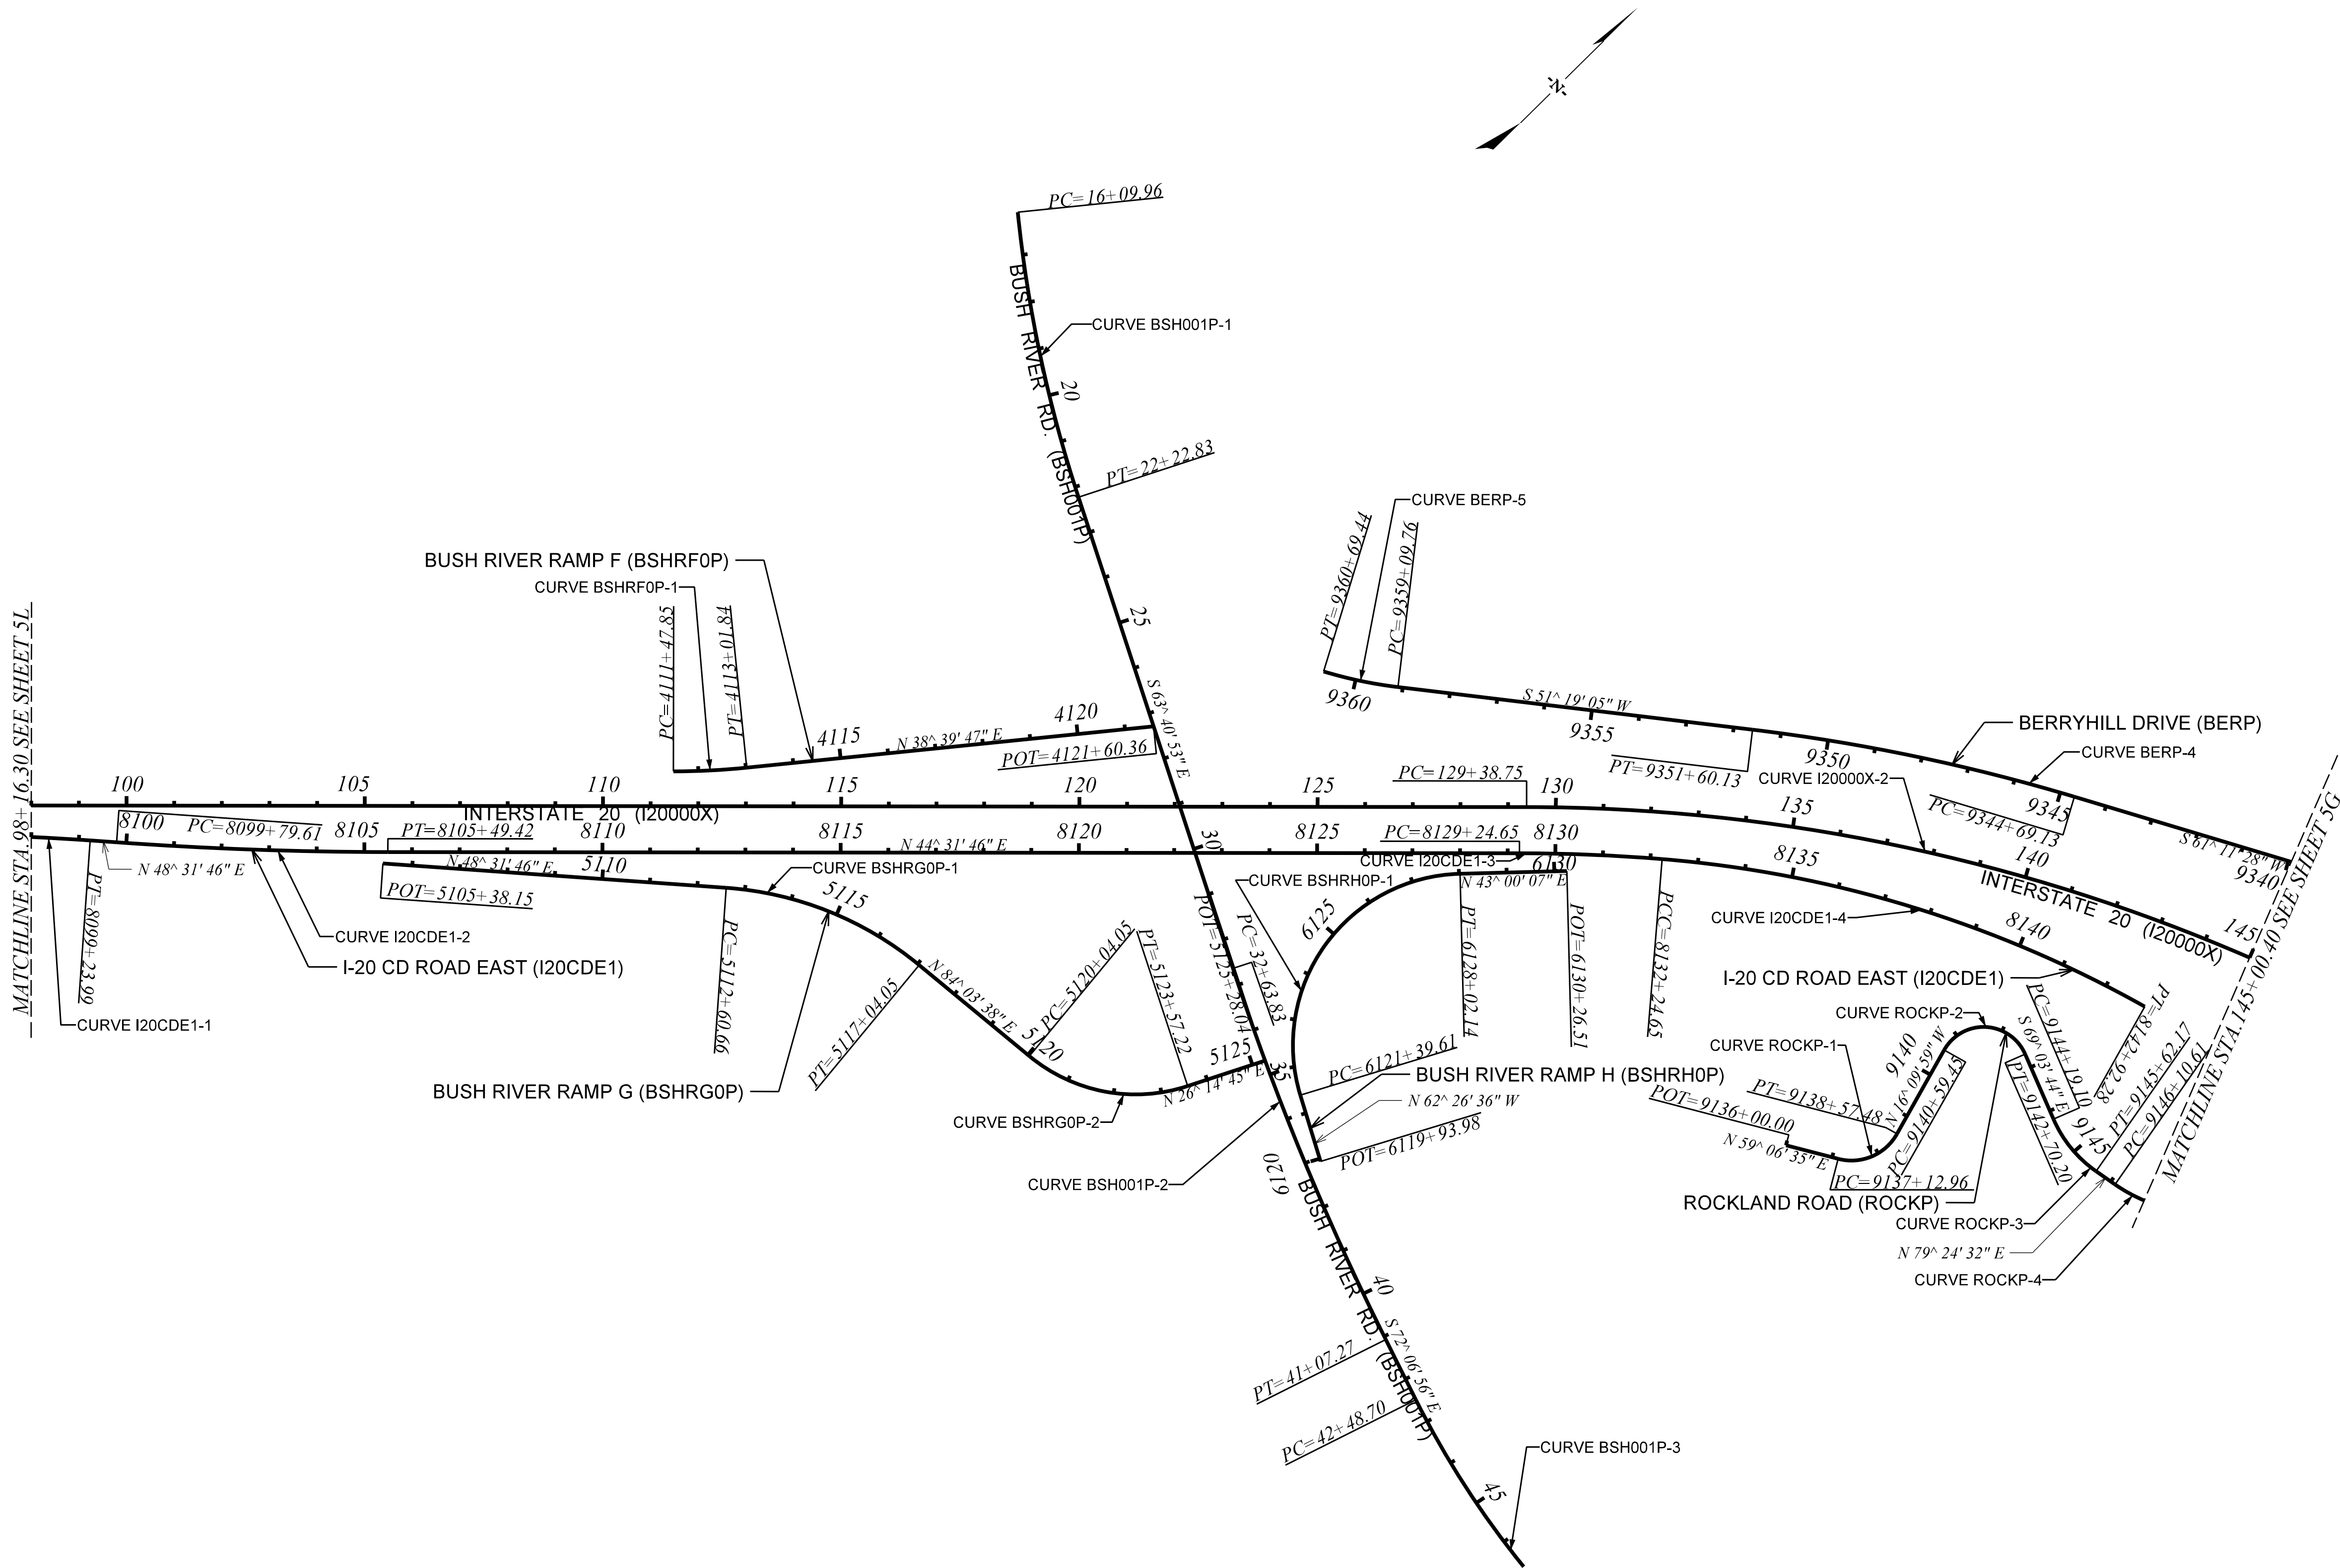 -N-
PC=16+09.96
BUSH RIVER RD. (BSH001P)
CURVE BSH001P-1
20
PT=22+22.83
25
S 63^ 40' 53" E
BUSH RIVER RAMP F (BSHRF0P)
CURVE BSHRF0P-1
PC=4111+47.85
PT=4113+01.84
4115
N 38^ 39' 47" E
4120
POT=4121+60.36
CURVE BERP-5
PT=9360+69.44
PC=9359+09.76
9360
S 51^ 19' 05" W
9355
PT=9351+60.13
9350
BERRYHILL DRIVE (BERP)
CURVE BERP-4
CURVE I20000X-2
9345
PC=9344+69.13
S 61^ 11' 28" W
9340
MATCHLINE STA.98+16.30 SEE SHEET 5L
100
105
110
115
120
125
PC=129+38.75
130
135
140
145
INTERSTATE 20 (I20000X)
INTERSTATE 20 (I20000X)
MATCHLINE STA.145+00.40 SEE SHEET 5G
8100
PC=8099+79.61
8105
PT=8105+49.42
8110
8115
N 44^ 31' 46" E
8120
8125
PC=8129+24.65
8130
CURVE I20CDE1-3
6130
8135
8140
N 48^ 31' 46" E
PT=8099+23.99
CURVE I20CDE1-1
CURVE I20CDE1-2
I-20 CD ROAD EAST (I20CDE1)
N 48^ 31' 46" E
POT=5105+38.15
5110
CURVE BSHRG0P-1
5115
PC=5112+60.66
PT=5117+04.05
N 84^ 03' 38" E
PC=5120+04.05
5120
PT=5123+57.22
5125
N 26^ 14' 45" E
POT=5125+28.04
BUSH RIVER RAMP G (BSHRG0P)
CURVE BSHRG0P-2
30
PC=32+63.83
35
CURVE BSHRH0P-1
6125
N 43^ 00' 07" E
PT=6128+02.14
POT=6130+26.51
PCC=8132+24.65
PC=6121+39.61
BUSH RIVER RAMP H (BSHRH0P)
N 62^ 26' 36" W
POT=6119+93.98
6120
CURVE BSH001P-2
BUSH RIVER RD. (BSH001P)
40
S 72^ 06' 56" E
PT=41+07.27
PC=42+48.70
CURVE BSH001P-3
45
CURVE I20CDE1-4
I-20 CD ROAD EAST (I20CDE1)
PT=8142+92.28
CURVE ROCKP-2
CURVE ROCKP-1
9140
N 16^ 09' 59" W
PT=9138+57.48
POT=9136+00.00
N 59^ 06' 35" E
PC=9137+12.96
PC=9140+59.45
PT=9142+70.20
S 69^ 03' 44" E
PC=9144+19.10
9145
PT=9145+62.17
PC=9146+10.61
ROCKLAND ROAD (ROCKP)
CURVE ROCKP-3
N 79^ 24' 32" E
CURVE ROCKP-4